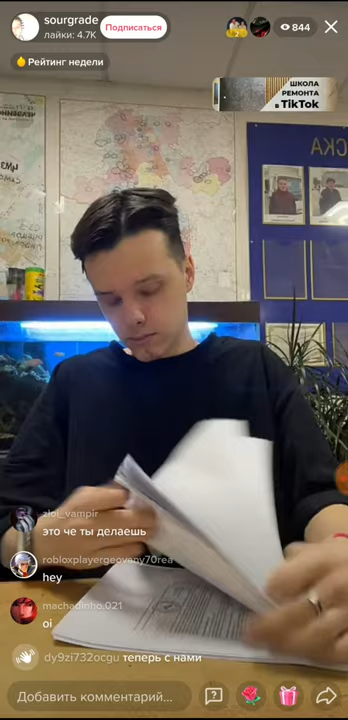 sourgrade
лайки: 4.7K
Подписаться
844
Рейтинг недели
ШКОЛА
РЕМОНТА
в TikTok
zloi_vampir
это че ты делаешь
robloxplayergeovany70rea
hey
machadinho.021
oi
dy9zi732ocgu теперь с нами
Добавить комментарий...